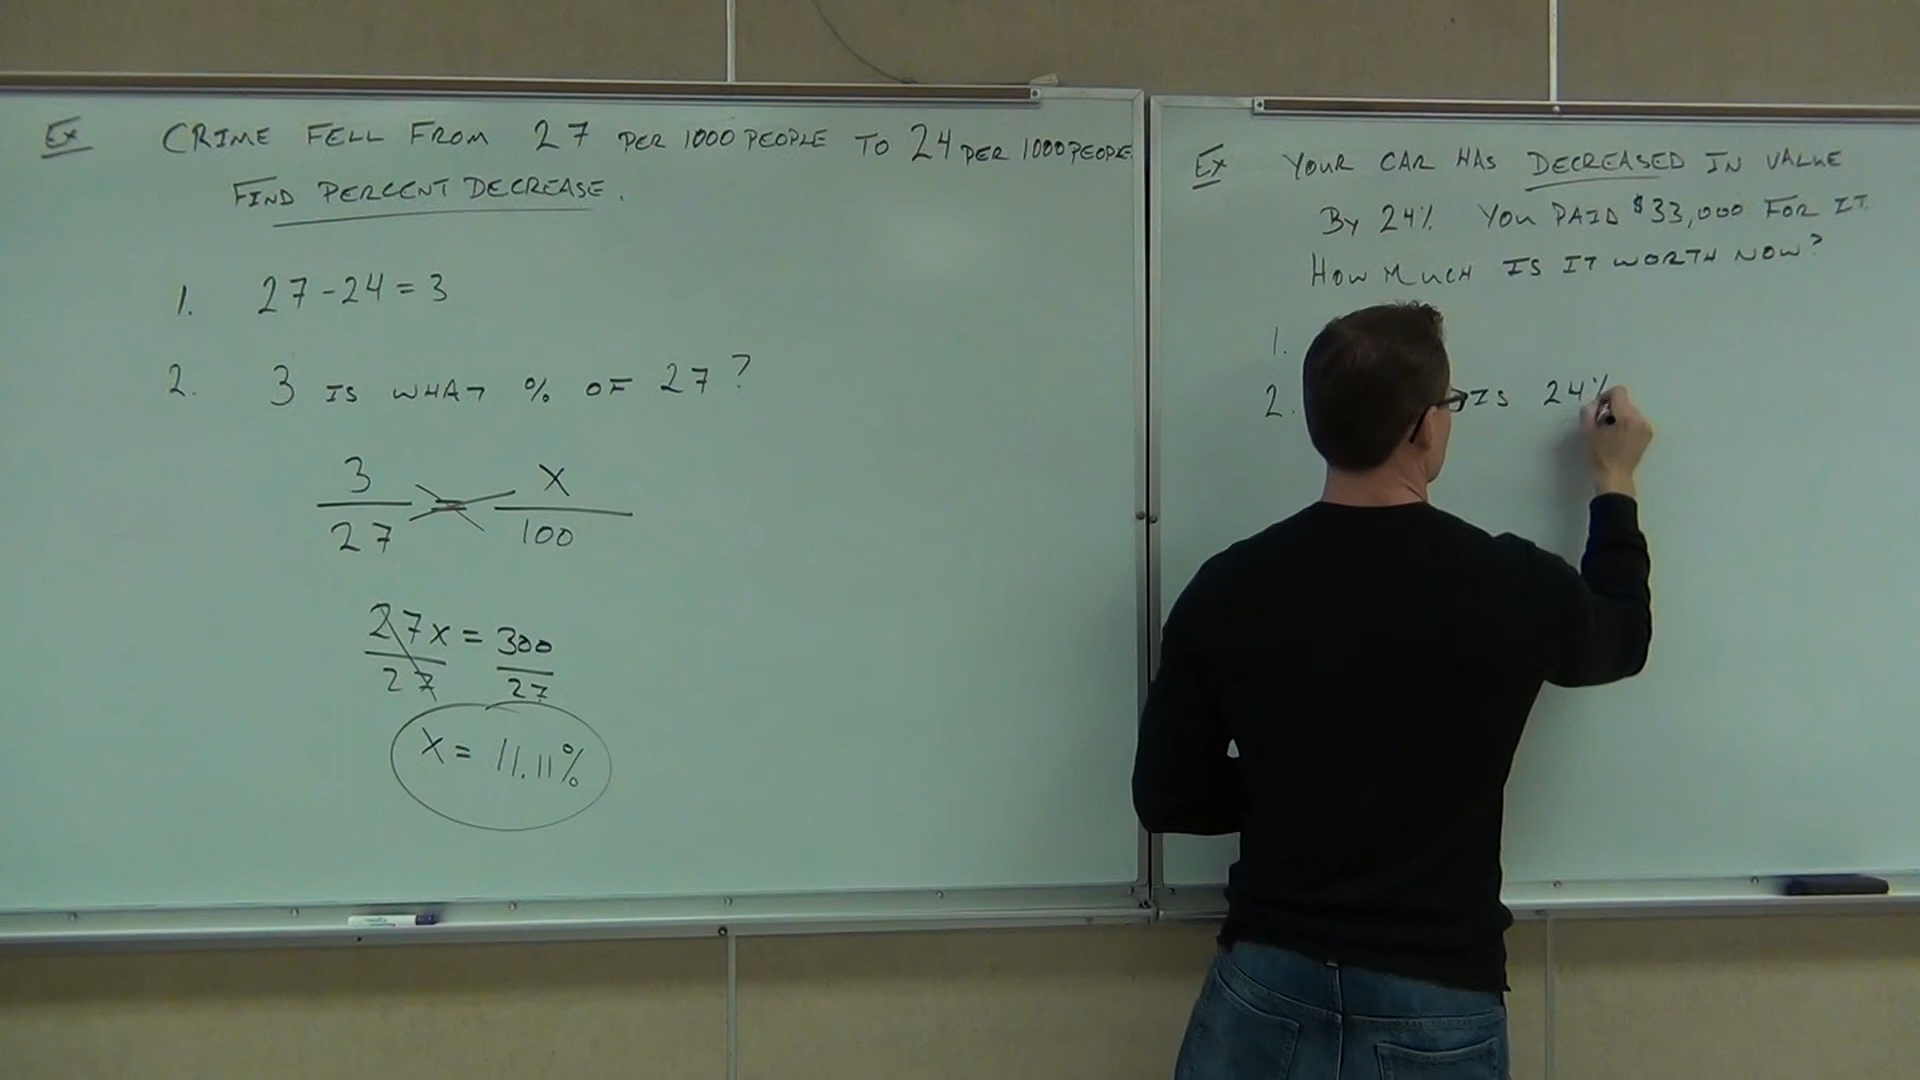 Ex CRIME FELL FROM 27 PER 1000 PEOPLE TO 24 PER 1000 PEOPLE.
FIND PERCENT DECREASE.
1. 27 - 24 = 3
2. 3 IS WHAT % OF 27?
3 = X
27 100
27x = 300
27 27
X = 11.11%
Ex YOUR CAR HAS DECREASED IN VALUE
BY 24% YOU PAID $33,000 FOR IT.
HOW MUCH IS IT WORTH NOW?
1.
2. IS 24%